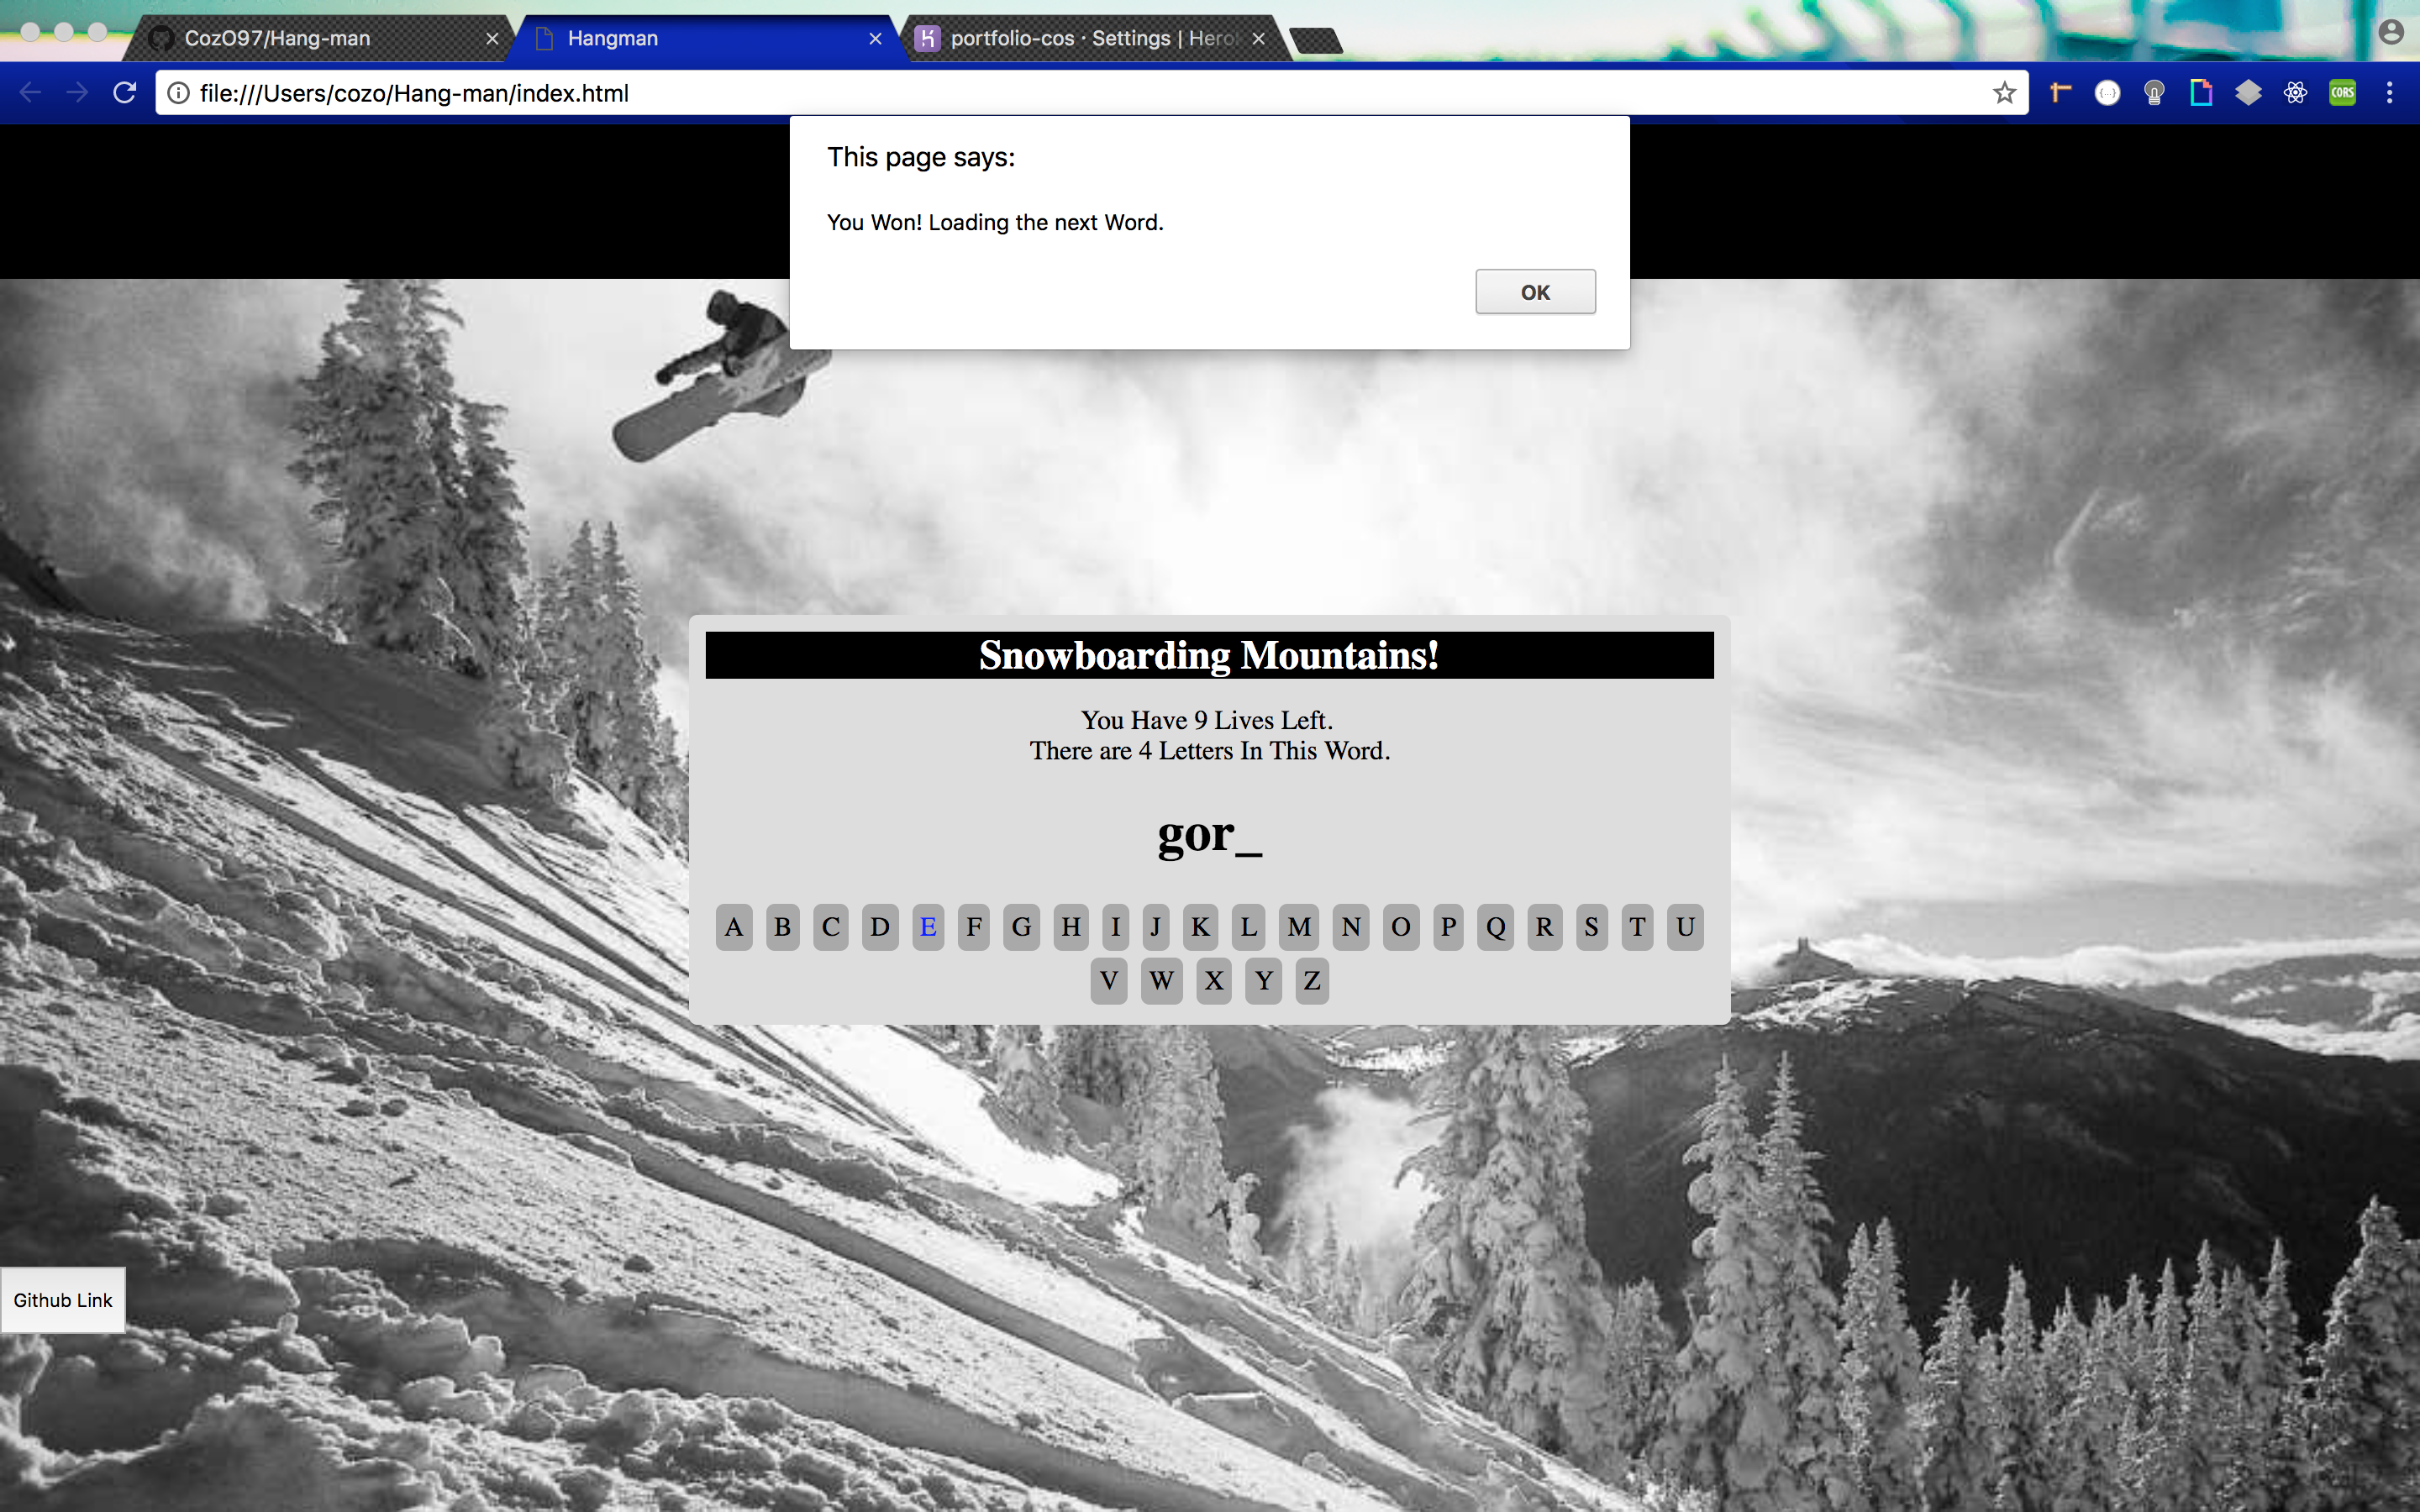 CozO97/Hang-man
Hangman
portfolio-cos · Settings | Herok
file:///Users/cozo/Hang-man/index.html
CORS
This page says:
You Won! Loading the next Word.
OK
Snowboarding Mountains!
You Have 9 Lives Left.
There are 4 Letters In This Word.
gor_
A B C D E F G H I J K L M N O P Q R S T U
V W X Y Z
Github Link